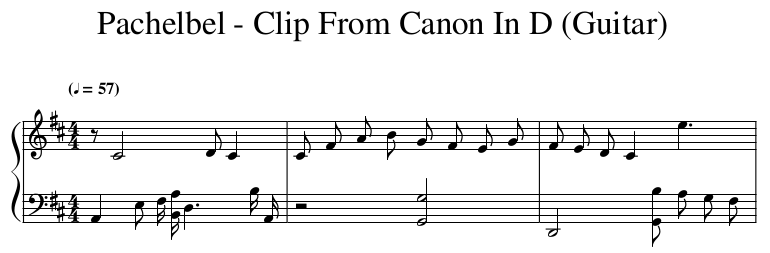 Pachelbel - Clip From Canon In D (Guitar)
(♩ = 57)